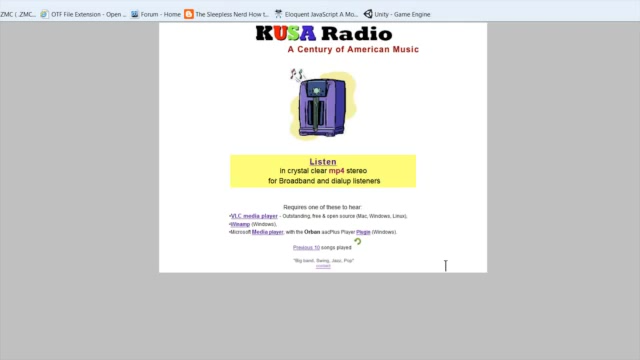 ZMC (.ZMC... OTF File Extension - Open ... Forum - Home The Sleepless Nerd How t... Eloquent JavaScript A Mo... Unity - Game Engine
KUSA Radio
A Century of American Music
Listen
In crystal clear mp4 stereo
for Broadband and dialup listeners
Requires one of these to hear:
•VLC media player - Outstanding, free & open source (Mac, Windows, Linux),
•Winamp (Windows),
•Microsoft Media player, with the Orban aacPlus Player Plugin (Windows).
Previous 10 songs played
"Big band, Swing, Jazz, Pop"
contact